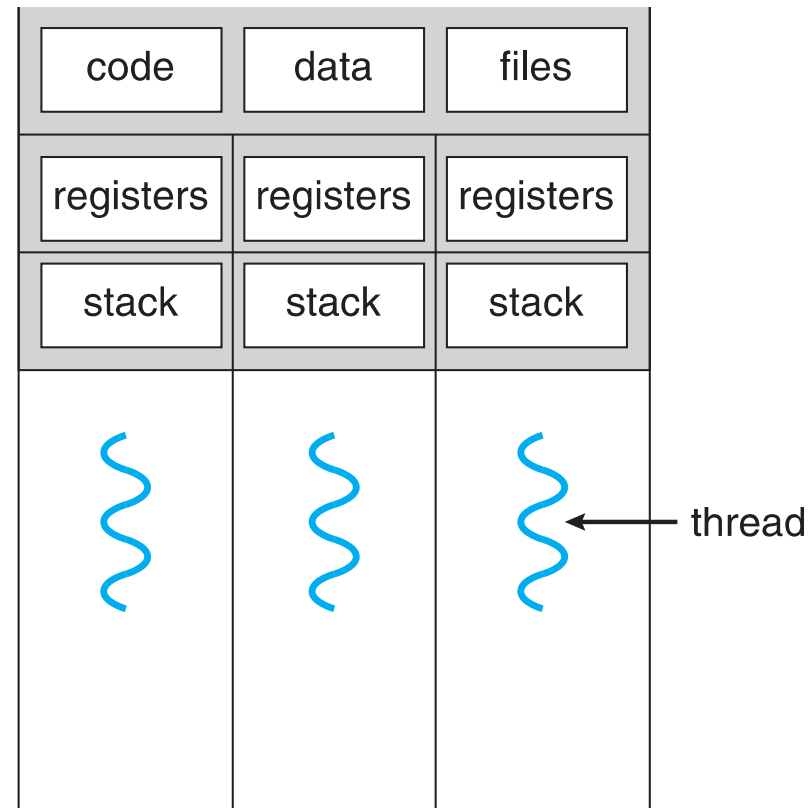 code data files
registers registers registers
stack stack stack
thread